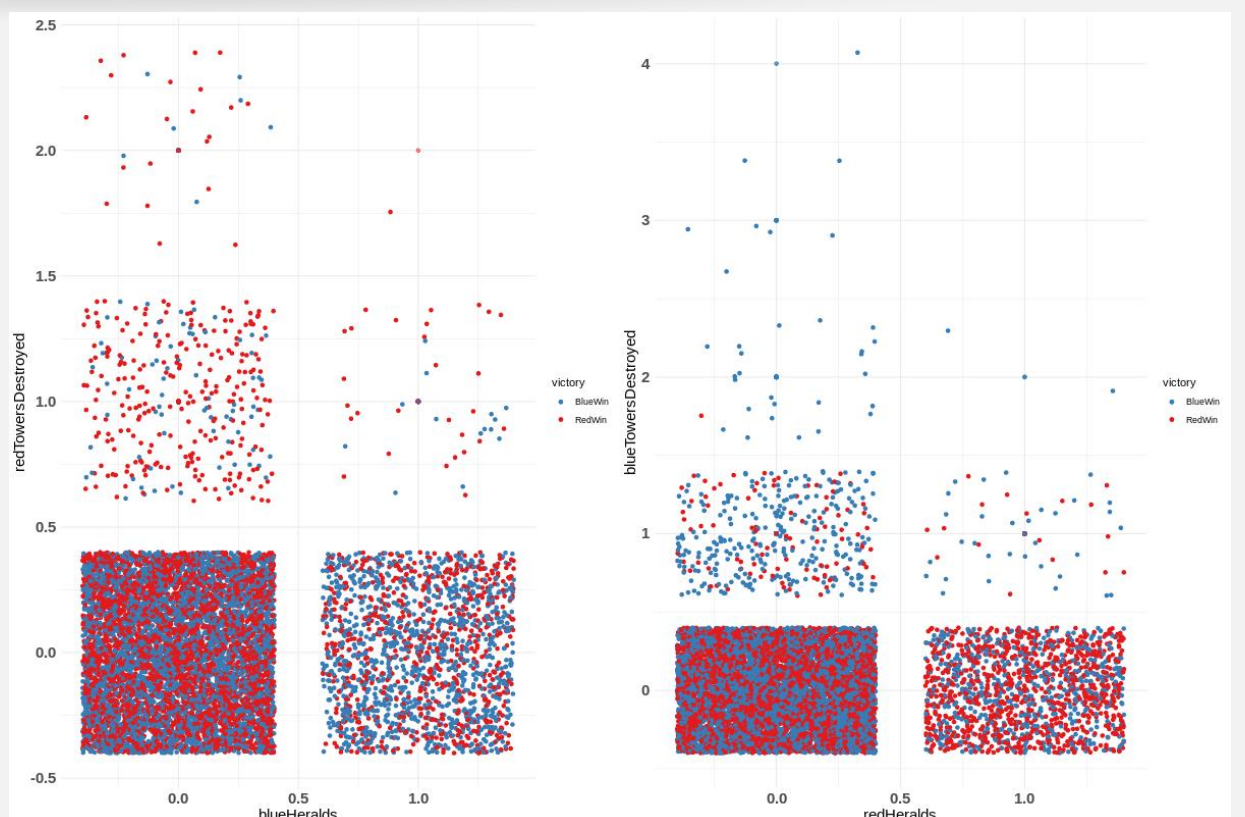 2.5
2.0
1.5
1.0
0.5
0.0
-0.5
redTowersDestroyed
0.0
0.5
1.0
blueHeralds
victory
BlueWin
RedWin
4
3
2
1
0
blueTowersDestroyed
0.0
0.5
1.0
redHeralds
victory
BlueWin
RedWin